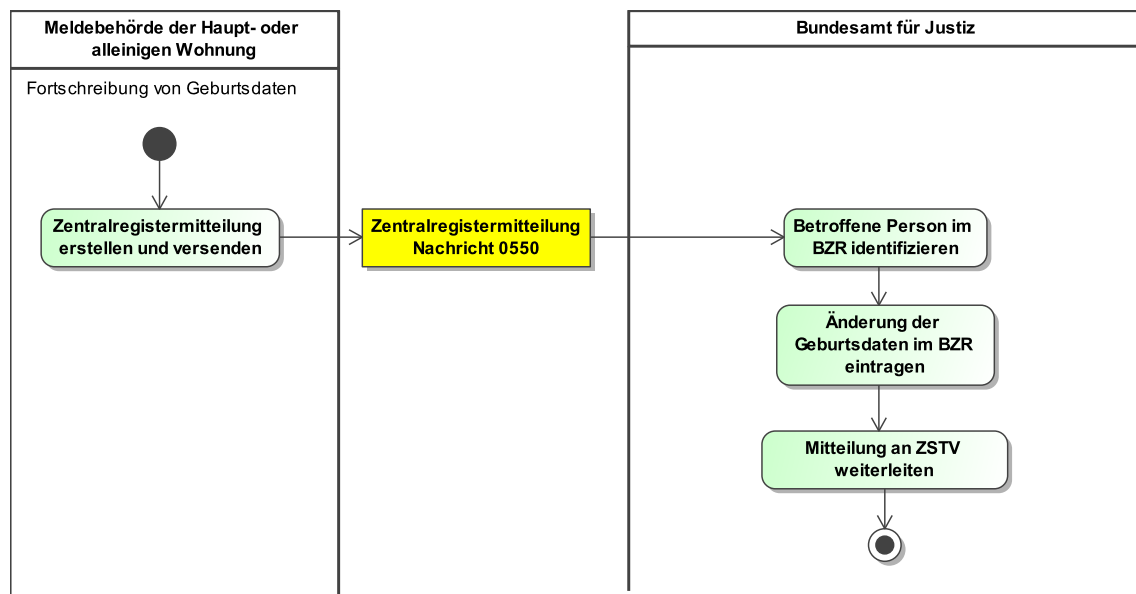 Meldebehörde der Haupt- oder
alleinigen Wohnung
Bundesamt für Justiz
Fortschreibung von Geburtsdaten
Zentralregistermitteilung
erstellen und versenden
Zentralregistermitteilung
Nachricht 0550
Betroffene Person im
BZR identifizieren
Änderung der
Geburtsdaten im BZR
eintragen
Mitteilung an ZSTV
weiterleiten